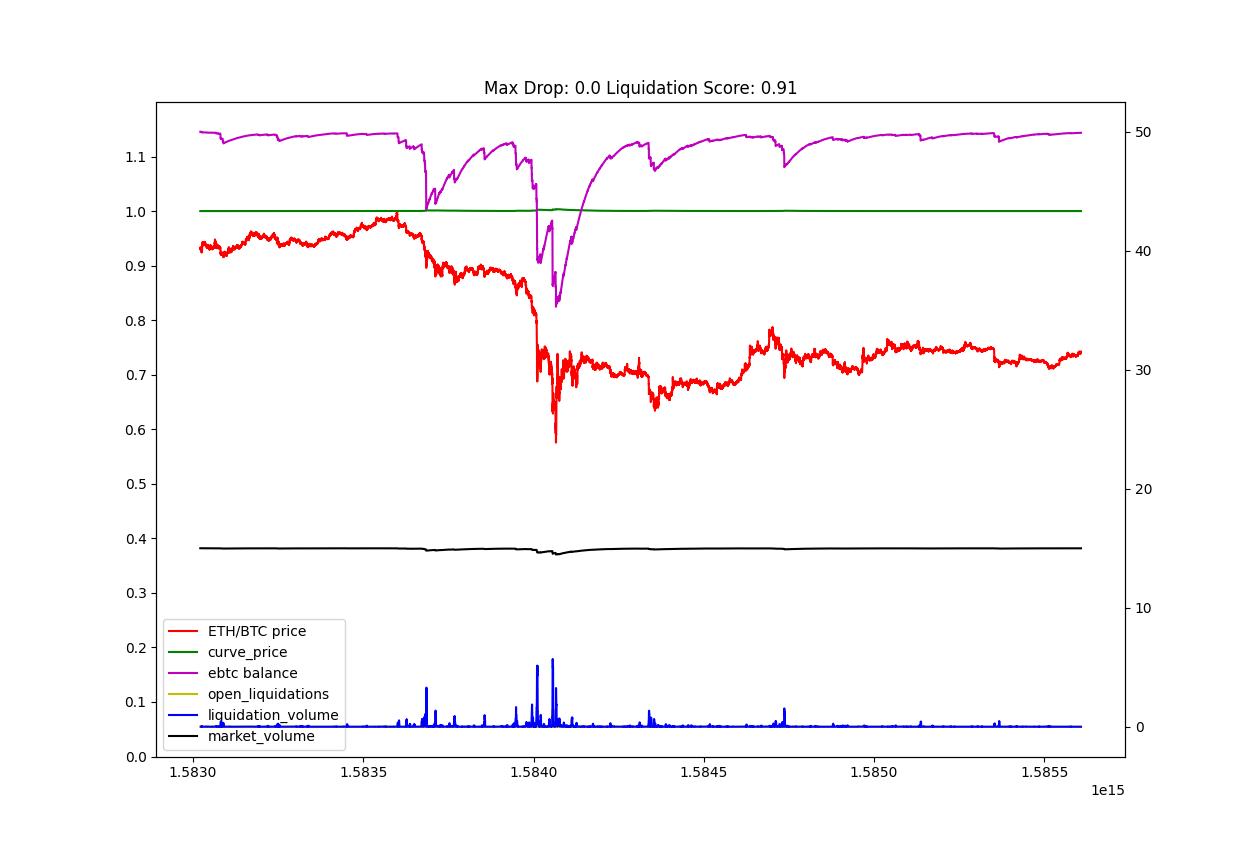 Max Drop: 0.0 Liquidation Score: 0.91
1.1
1.0
0.9
0.8
0.7
0.6
0.5
0.4
0.3
0.2
0.1
0.0
50
40
30
20
10
0
ETH/BTC price
curve_price
ebtc balance
open_liquidations
liquidation_volume
market_volume
1.5830 1.5835 1.5840 1.5845 1.5850 1.5855
1e15